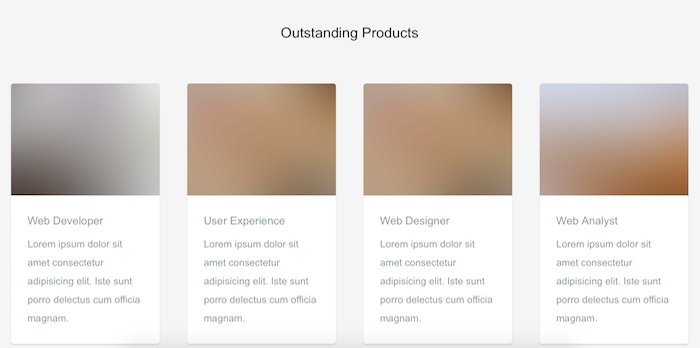 Outstanding Products
Web Developer
Lorem ipsum dolor sit
amet consectetur
adipisicing elit. Iste sunt
porro delectus cum officia
magnam.
User Experience
Lorem ipsum dolor sit
amet consectetur
adipisicing elit. Iste sunt
porro delectus cum officia
magnam.
Web Designer
Lorem ipsum dolor sit
amet consectetur
adipisicing elit. Iste sunt
porro delectus cum officia
magnam.
Web Analyst
Lorem ipsum dolor sit
amet consectetur
adipisicing elit. Iste sunt
porro delectus cum officia
magnam.